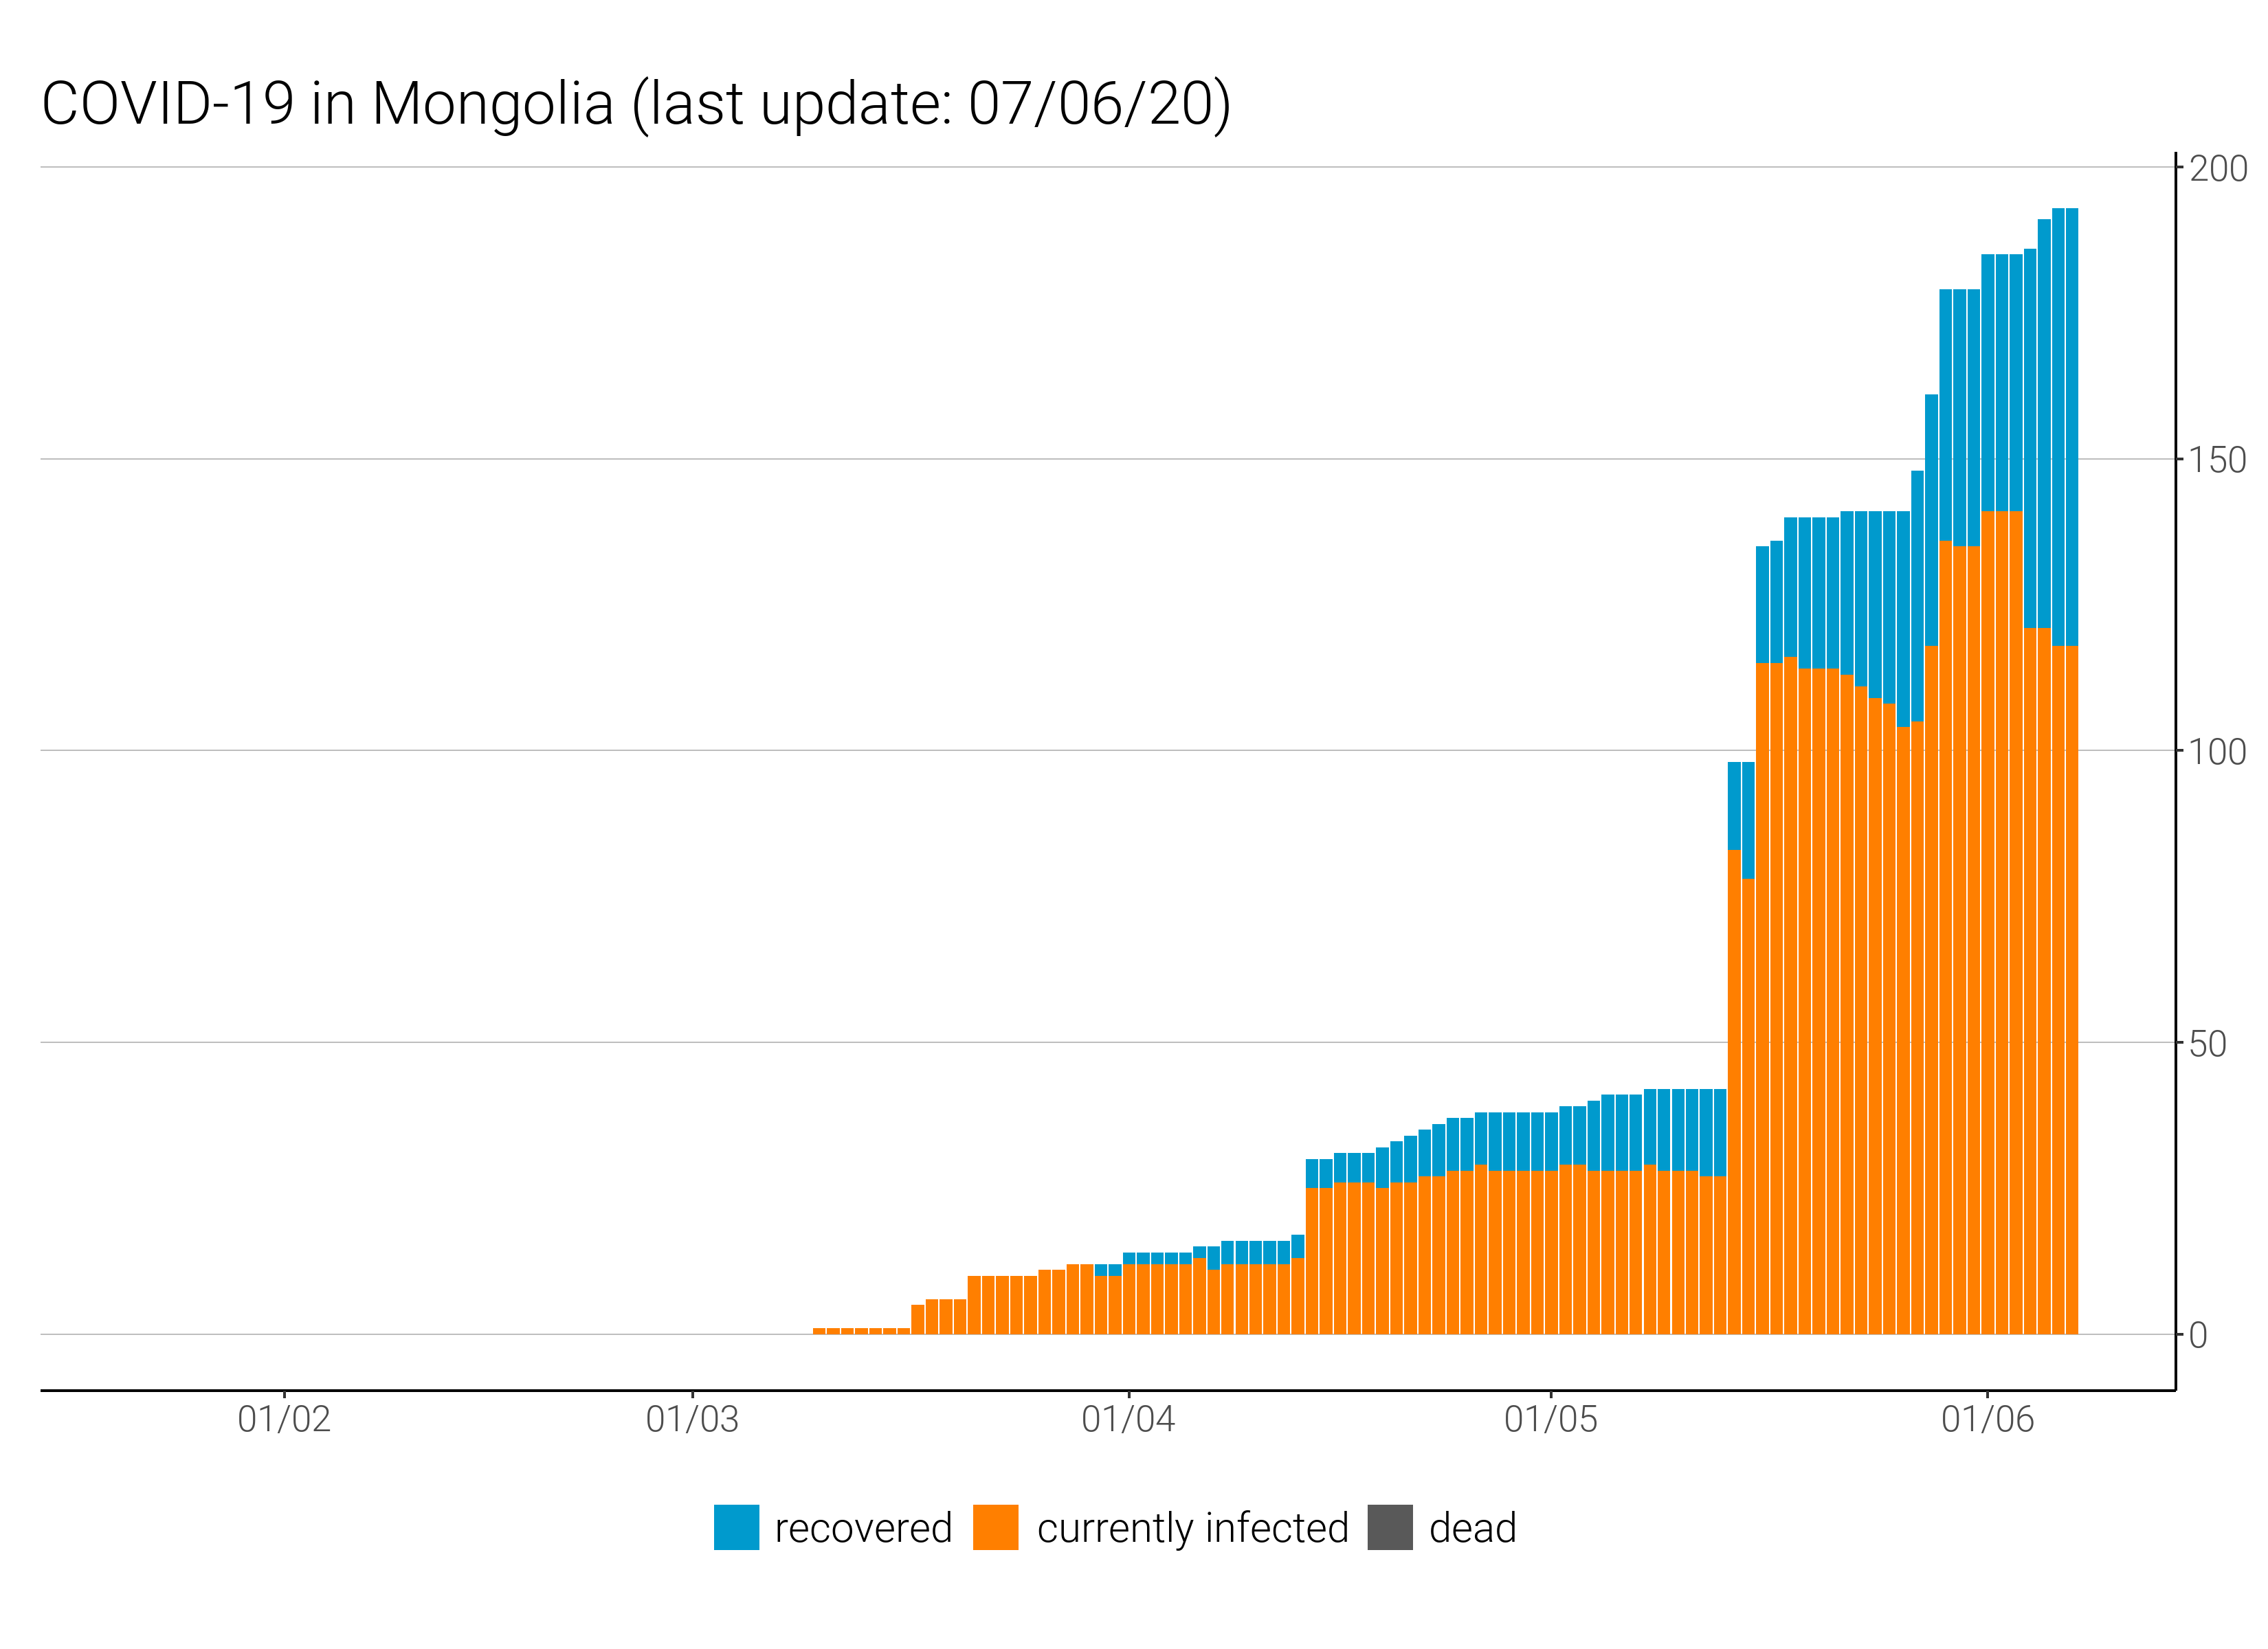 COVID-19 in Mongolia (last update: 07/06/20)
200
150
100
50
0
01/02 01/03 01/04 01/05 01/06
recovered currently infected dead